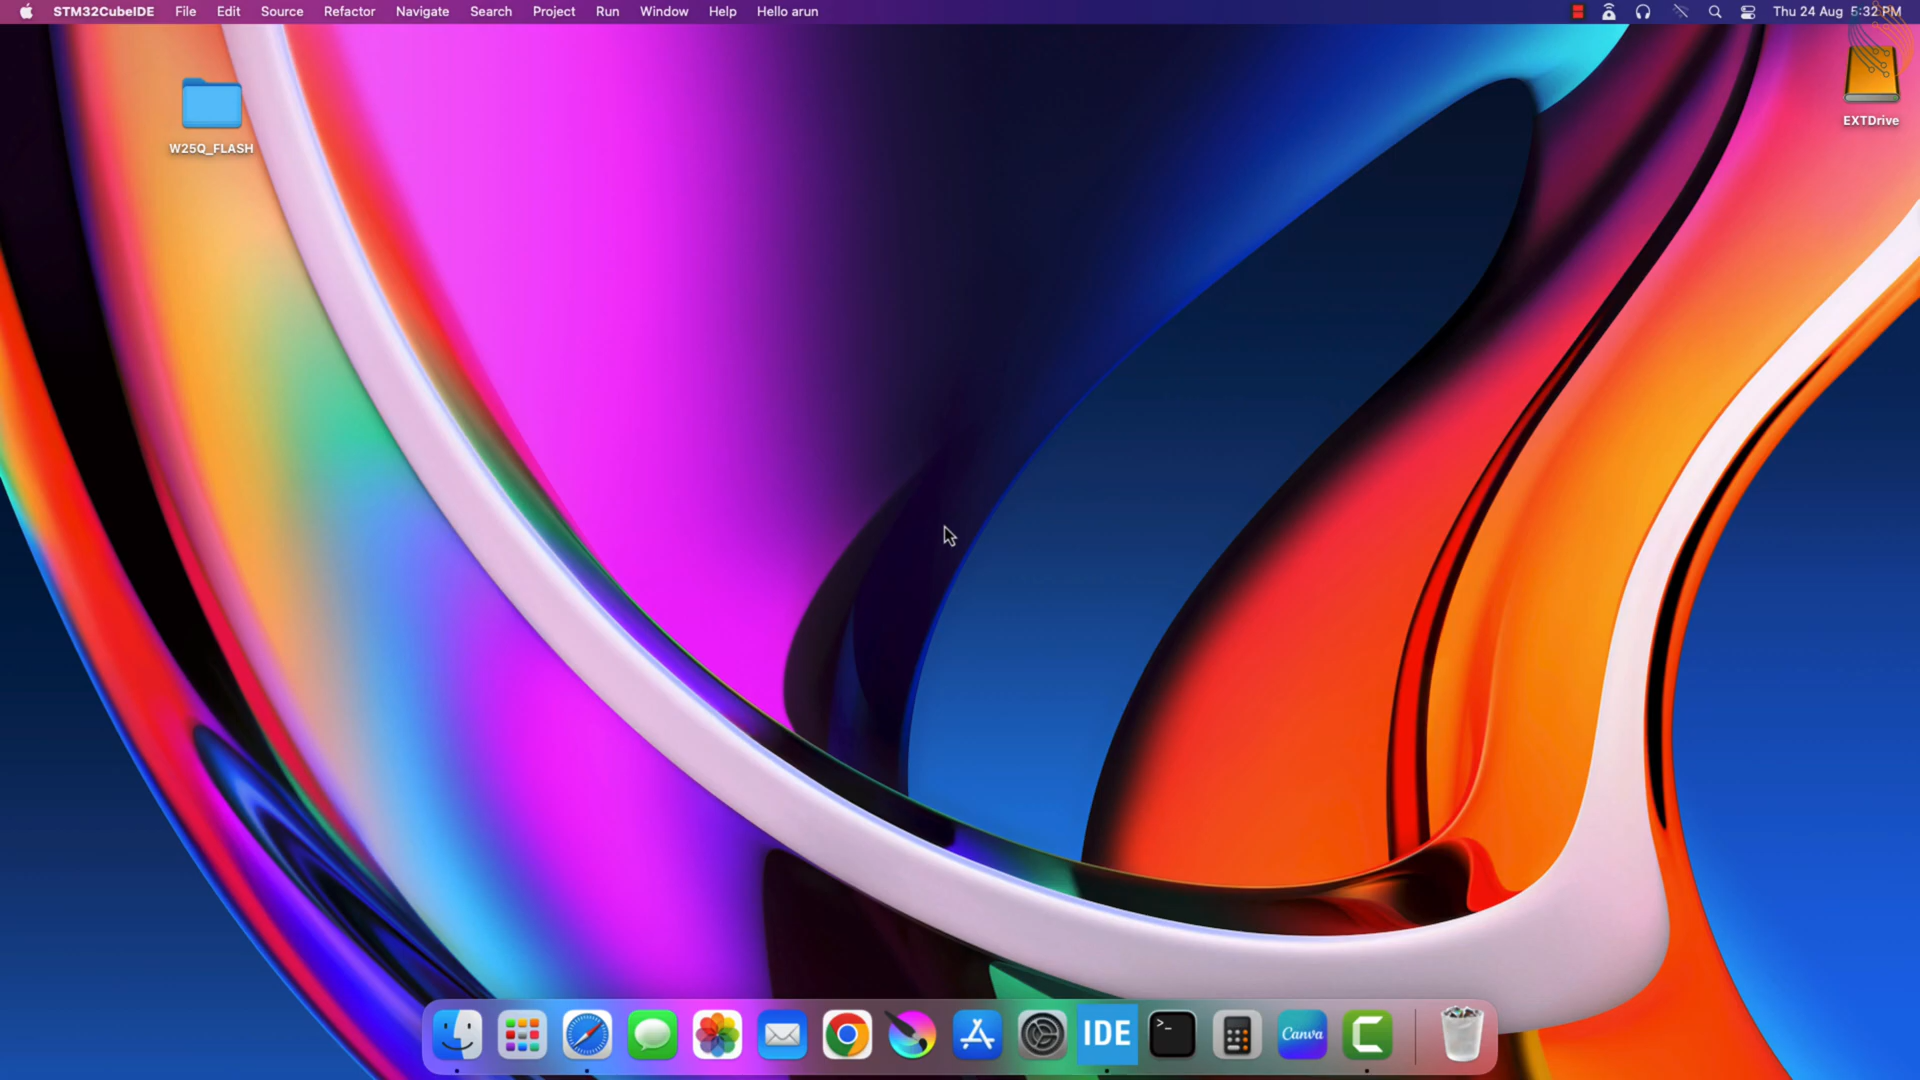 STM32CubeIDE File Edit Source Refactor Navigate Search Project Run Window Help Hello arun Thu 24 Aug 5:32 PM
W25Q_FLASH
EXTDrive
IDE
>_
Canva